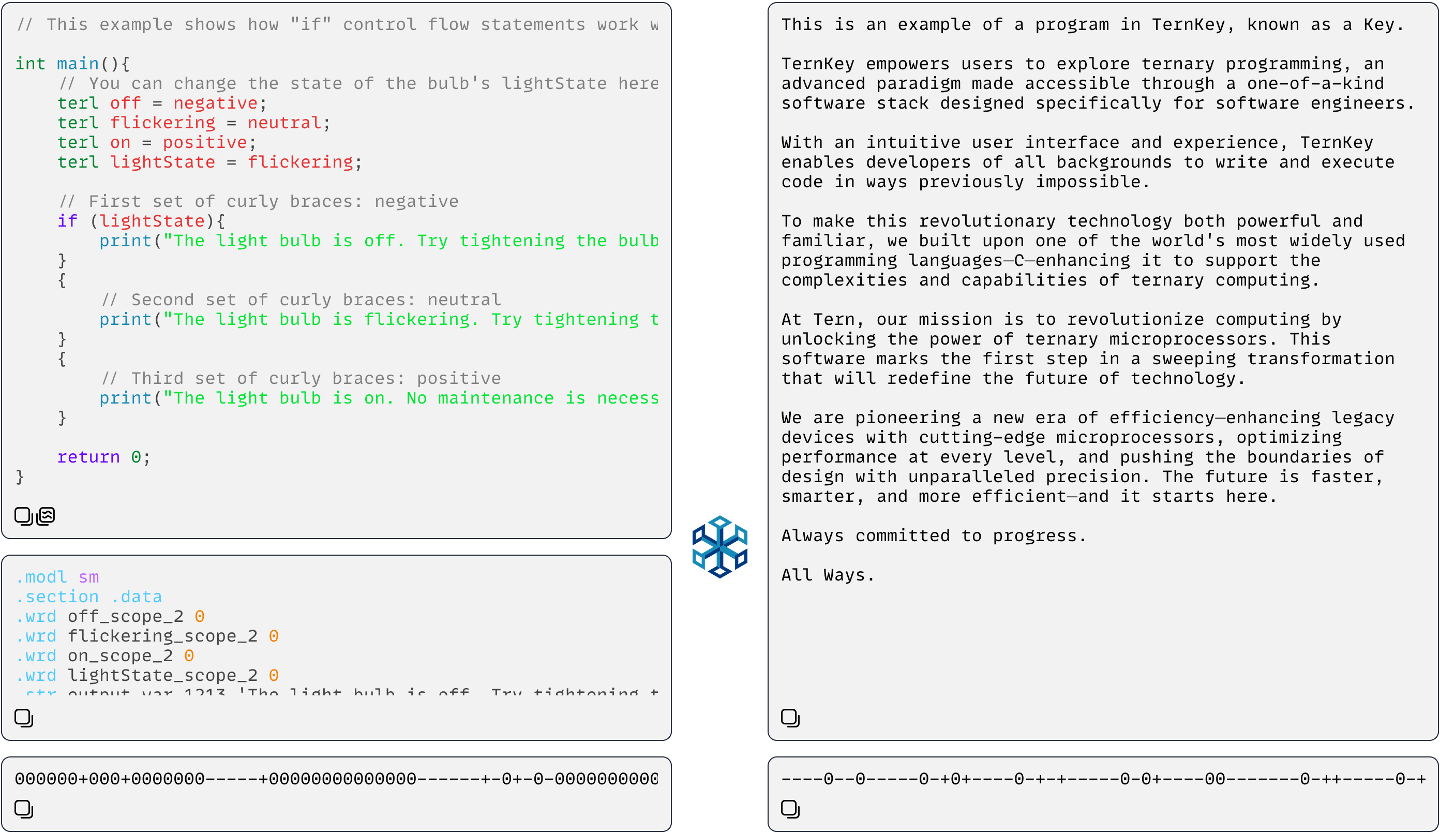 // This example shows how "if" control flow statements work w
int main(){
// You can change the state of the bulb's lightState here
terl off = negative;
terl flickering = neutral;
terl on = positive;
terl lightState = flickering;
// First set of curly braces: negative
if (lightState){
print("The light bulb is off. Try tightening the bulb
}
{
// Second set of curly braces: neutral
print("The light bulb is flickering. Try tightening t
}
{
// Third set of curly braces: positive
print("The light bulb is on. No maintenance is necess
}
return 0;
}
.modl sm
.section .data
.wrd off_scope_2 0
.wrd flickering_scope_2 0
.wrd on_scope_2 0
.wrd lightState_scope_2 0
.str output_var_1213 'The light bulb is off. Try tightening t
000000+000+0000000-----+00000000000000------+-0+-0-0000000000
This is an example of a program in TernKey, known as a Key.
TernKey empowers users to explore ternary programming, an
advanced paradigm made accessible through a one-of-a-kind
software stack designed specifically for software engineers.
With an intuitive user interface and experience, TernKey
enables developers of all backgrounds to write and execute
code in ways previously impossible.
To make this revolutionary technology both powerful and
familiar, we built upon one of the world's most widely used
programming languages—C—enhancing it to support the
complexities and capabilities of ternary computing.
At Tern, our mission is to revolutionize computing by
unlocking the power of ternary microprocessors. This
software marks the first step in a sweeping transformation
that will redefine the future of technology.
We are pioneering a new era of efficiency—enhancing legacy
devices with cutting-edge microprocessors, optimizing
performance at every level, and pushing the boundaries of
design with unparalleled precision. The future is faster,
smarter, and more efficient—and it starts here.
Always committed to progress.
All Ways.
----0--0-----0-+0+----0-+-+-----0-0+----00-------0-++-----0-+